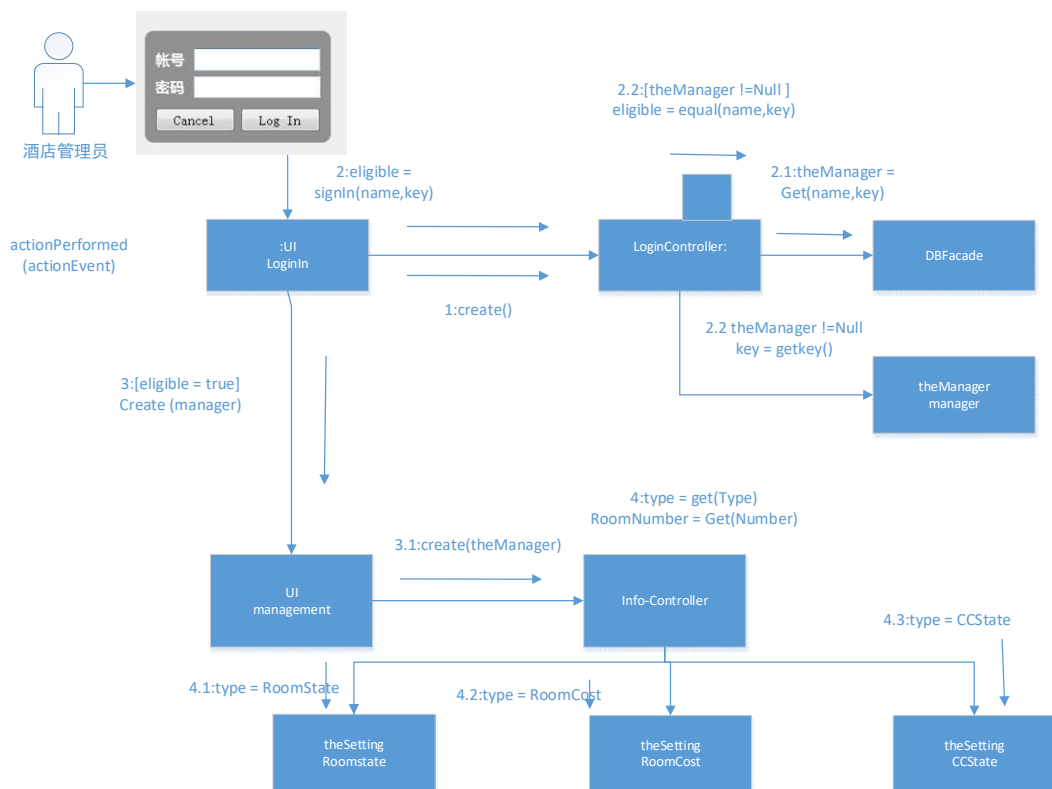 帐号
密码
Cancel
Log In
酒店管理员
2.2:[theManager !=Null ]
eligible = equal(name,key)
2:eligible =
signIn(name,key)
2.1:theManager =
Get(name,key)
actionPerformed
(actionEvent)
:UI
LoginIn
LoginController:
DBFacade
1:create()
2.2 theManager !=Null
key = getkey()
3:[eligible = true]
Create (manager)
theManager
manager
4:type = get(Type)
RoomNumber = Get(Number)
3.1:create(theManager)
UI
management
Info-Controller
4.3:type = CCState
4.1:type = RoomState
4.2:type = RoomCost
theSetting
Roomstate
theSetting
RoomCost
theSetting
CCState